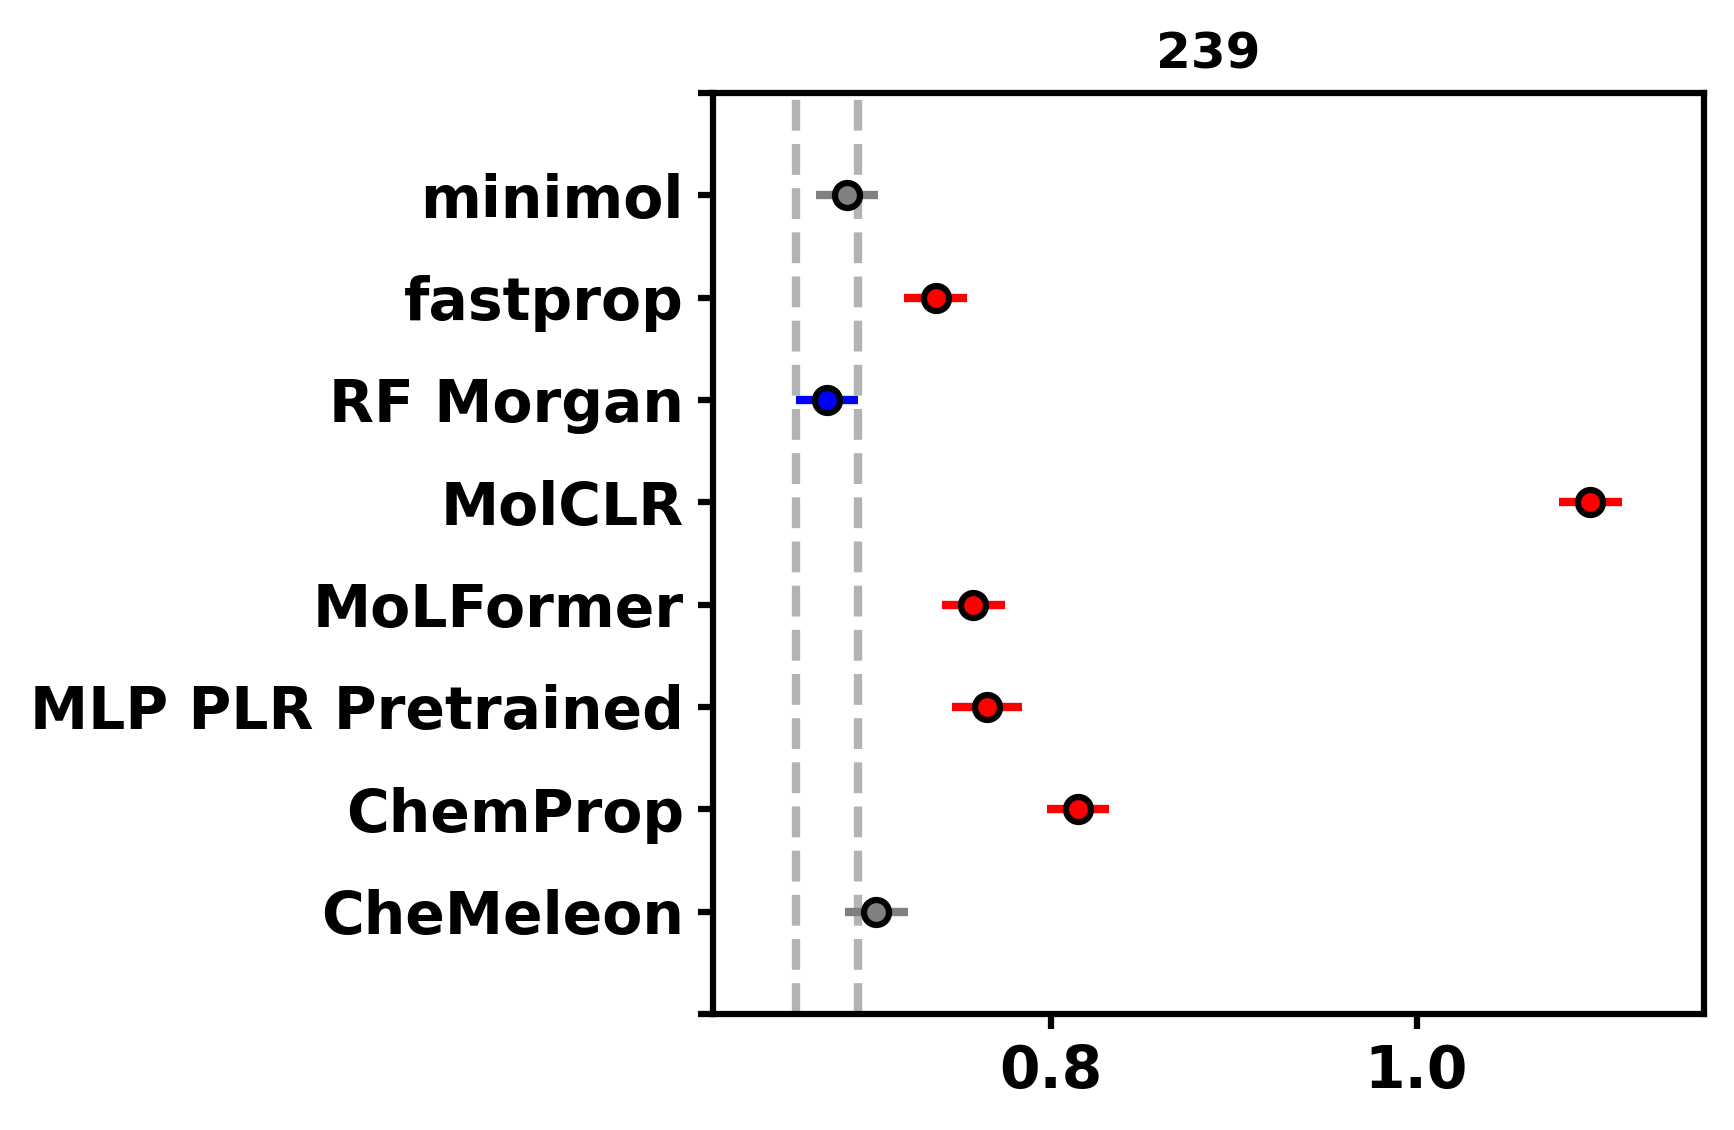 239
minimol
fastprop
RF Morgan
MolCLR
MoLFormer
MLP PLR Pretrained
ChemProp
CheMeleon
0.8 1.0